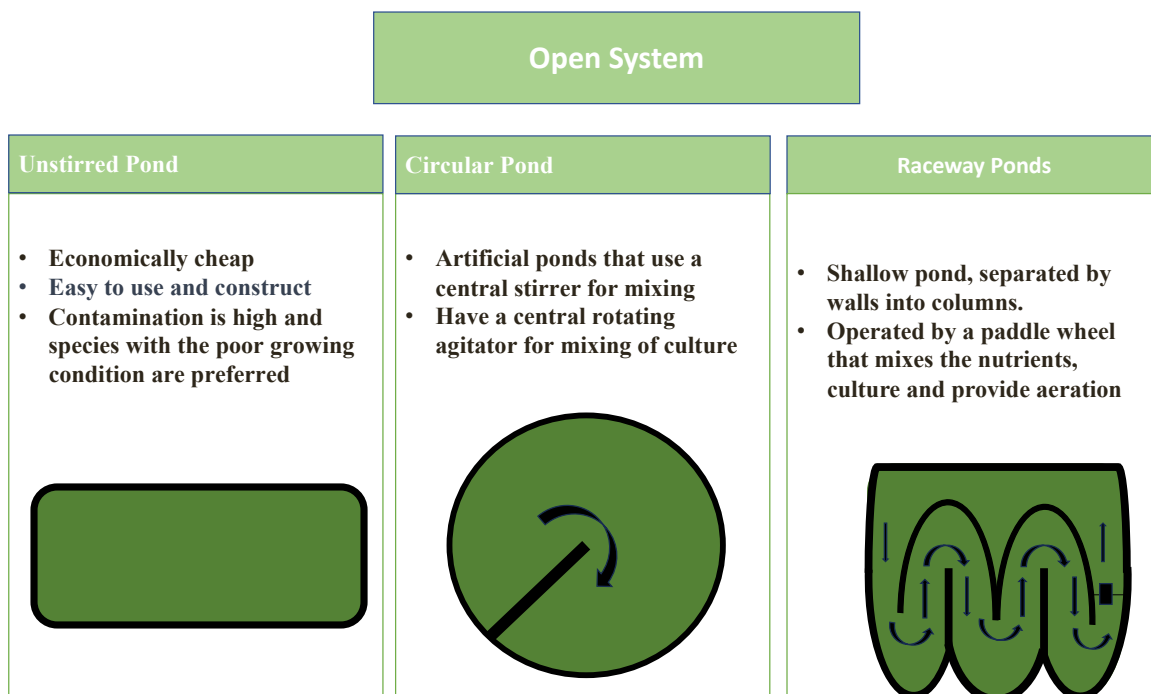 Open System
Unstirred Pond
• Economically cheap
• Easy to use and construct
• Contamination is high and
species with the poor growing
condition are preferred
Circular Pond
• Artificial ponds that use a
central stirrer for mixing
• Have a central rotating
agitator for mixing of culture
Raceway Ponds
• Shallow pond, separated by
walls into columns.
• Operated by a paddle wheel
that mixes the nutrients,
culture and provide aeration